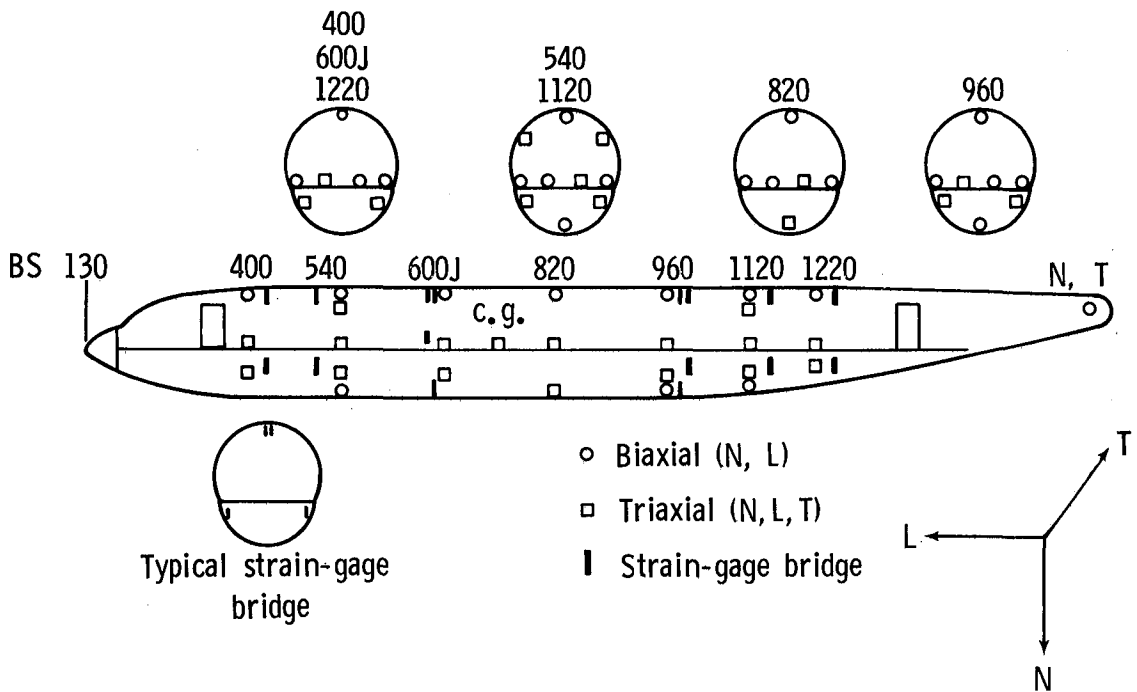 400
600J
1220
540
1120
820
960
BS 130 400 540 600J 820 960 1120 1220 N, T
c.g.
Typical strain-gage
bridge
Biaxial (N, L)
Triaxial (N, L, T)
Strain-gage bridge
T
L
N